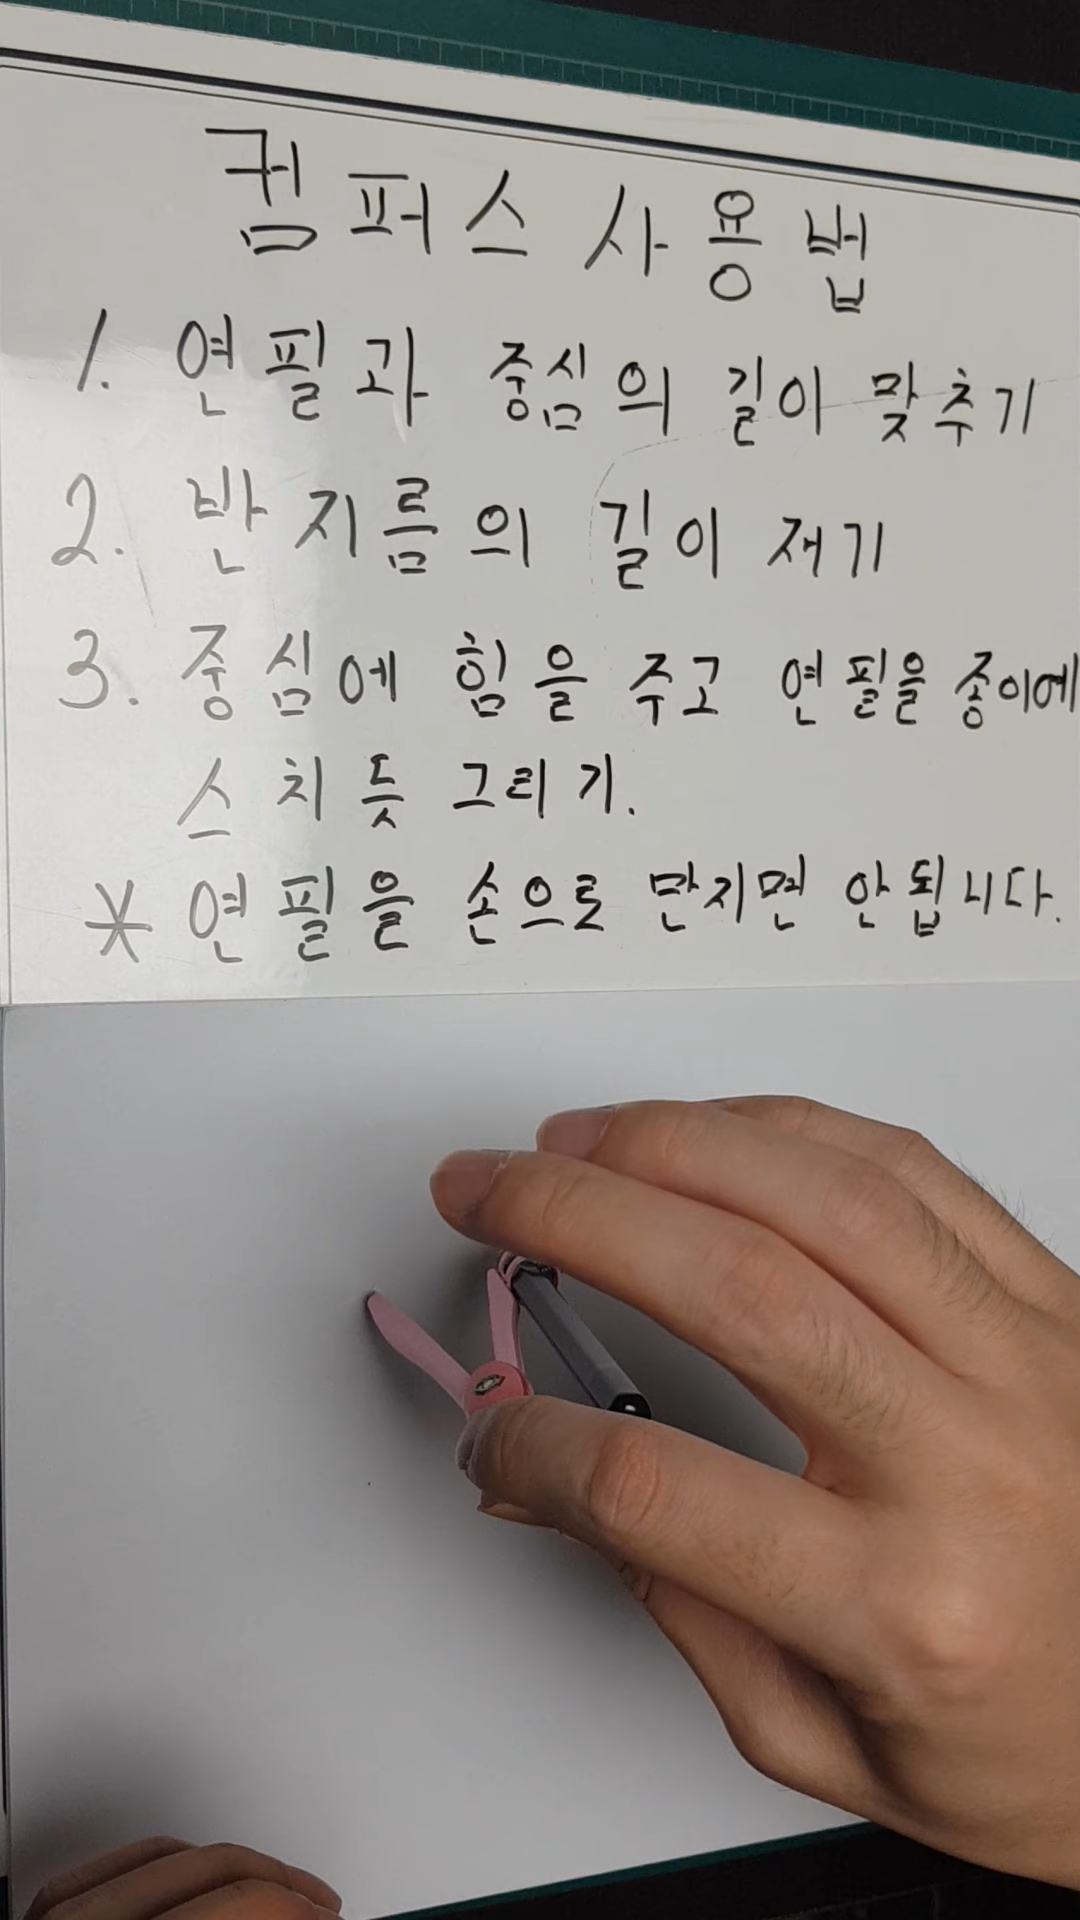 컴퍼스 사용법
1. 연필과 중심의 길이 맞추기
2. 반지름의 길이 재기
3. 중심에 힘을 주고 연필을 종이에
스치듯 그리기.
* 연필을 손으로 만지면 안됩니다.